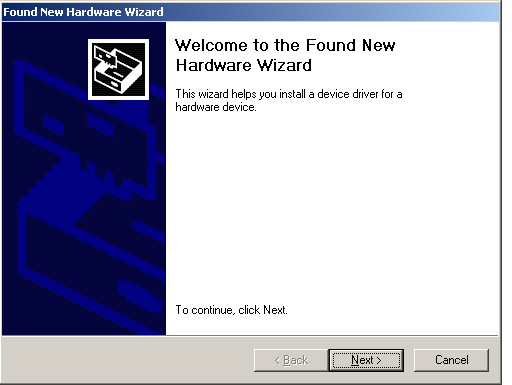 Found New Hardware Wizard
Welcome to the Found New
Hardware Wizard
This wizard helps you install a device driver for a
hardware device.
To continue, click Next.
< Back
Next >
Cancel